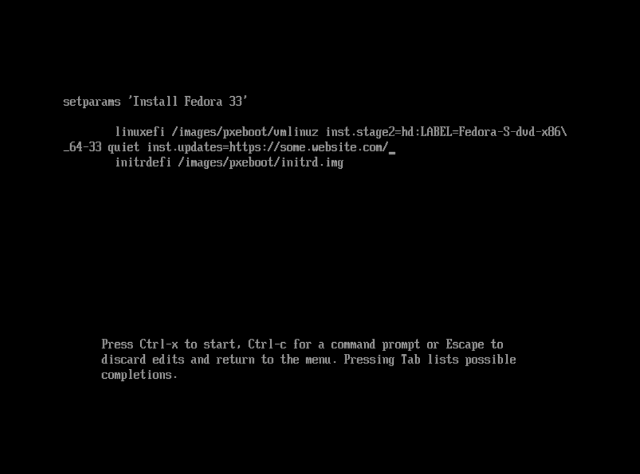 setparams 'Install Fedora 33'
linuxefi /images/pxeboot/vmlinuz inst.stage2=hd:LABEL=Fedora-S-dvd-x86\
_64-33 quiet inst.updates=https://some.website.com/_
initrdefi /images/pxeboot/initrd.img
Press Ctrl-x to start, Ctrl-c for a command prompt or Escape to
discard edits and return to the menu. Pressing Tab lists possible
completions.